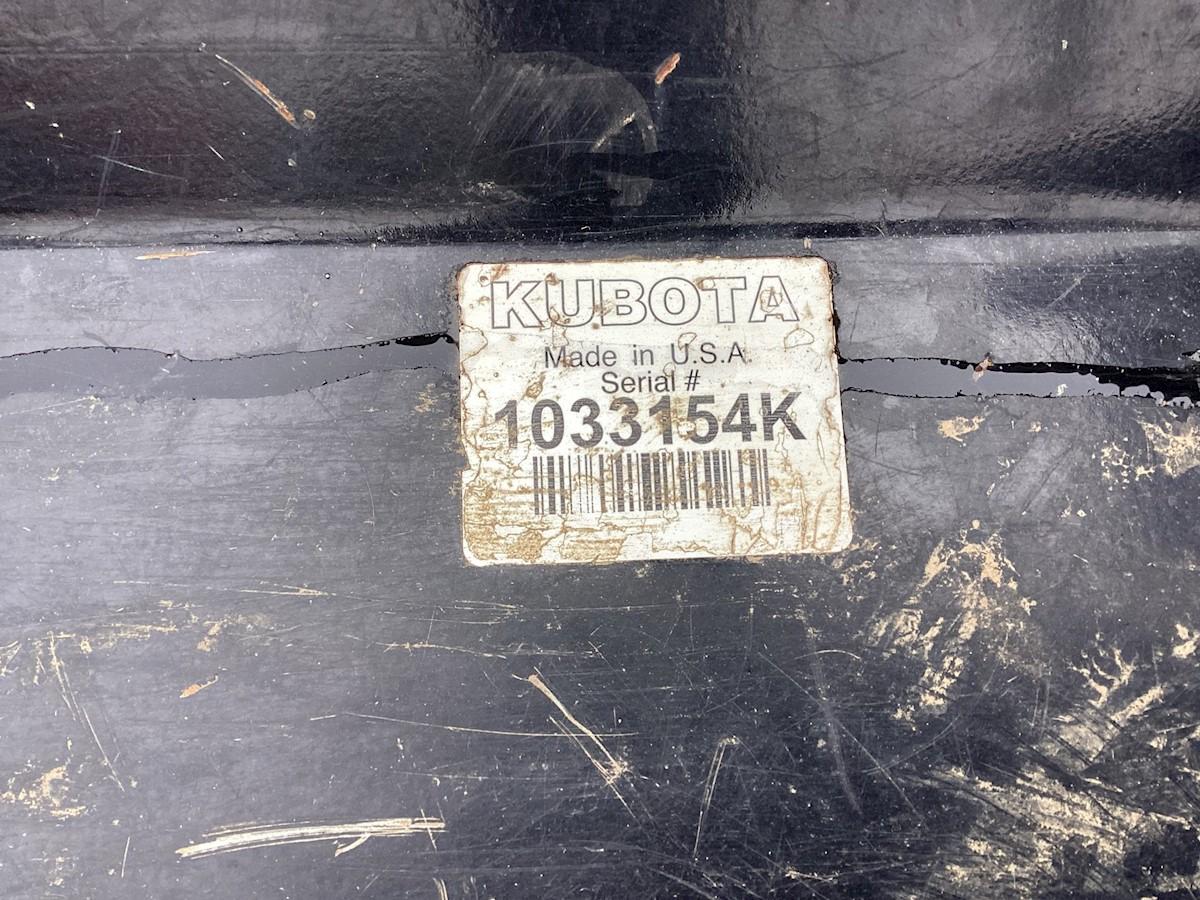 KUBOTA
Made in U.S.A.
Serial #
1033154K